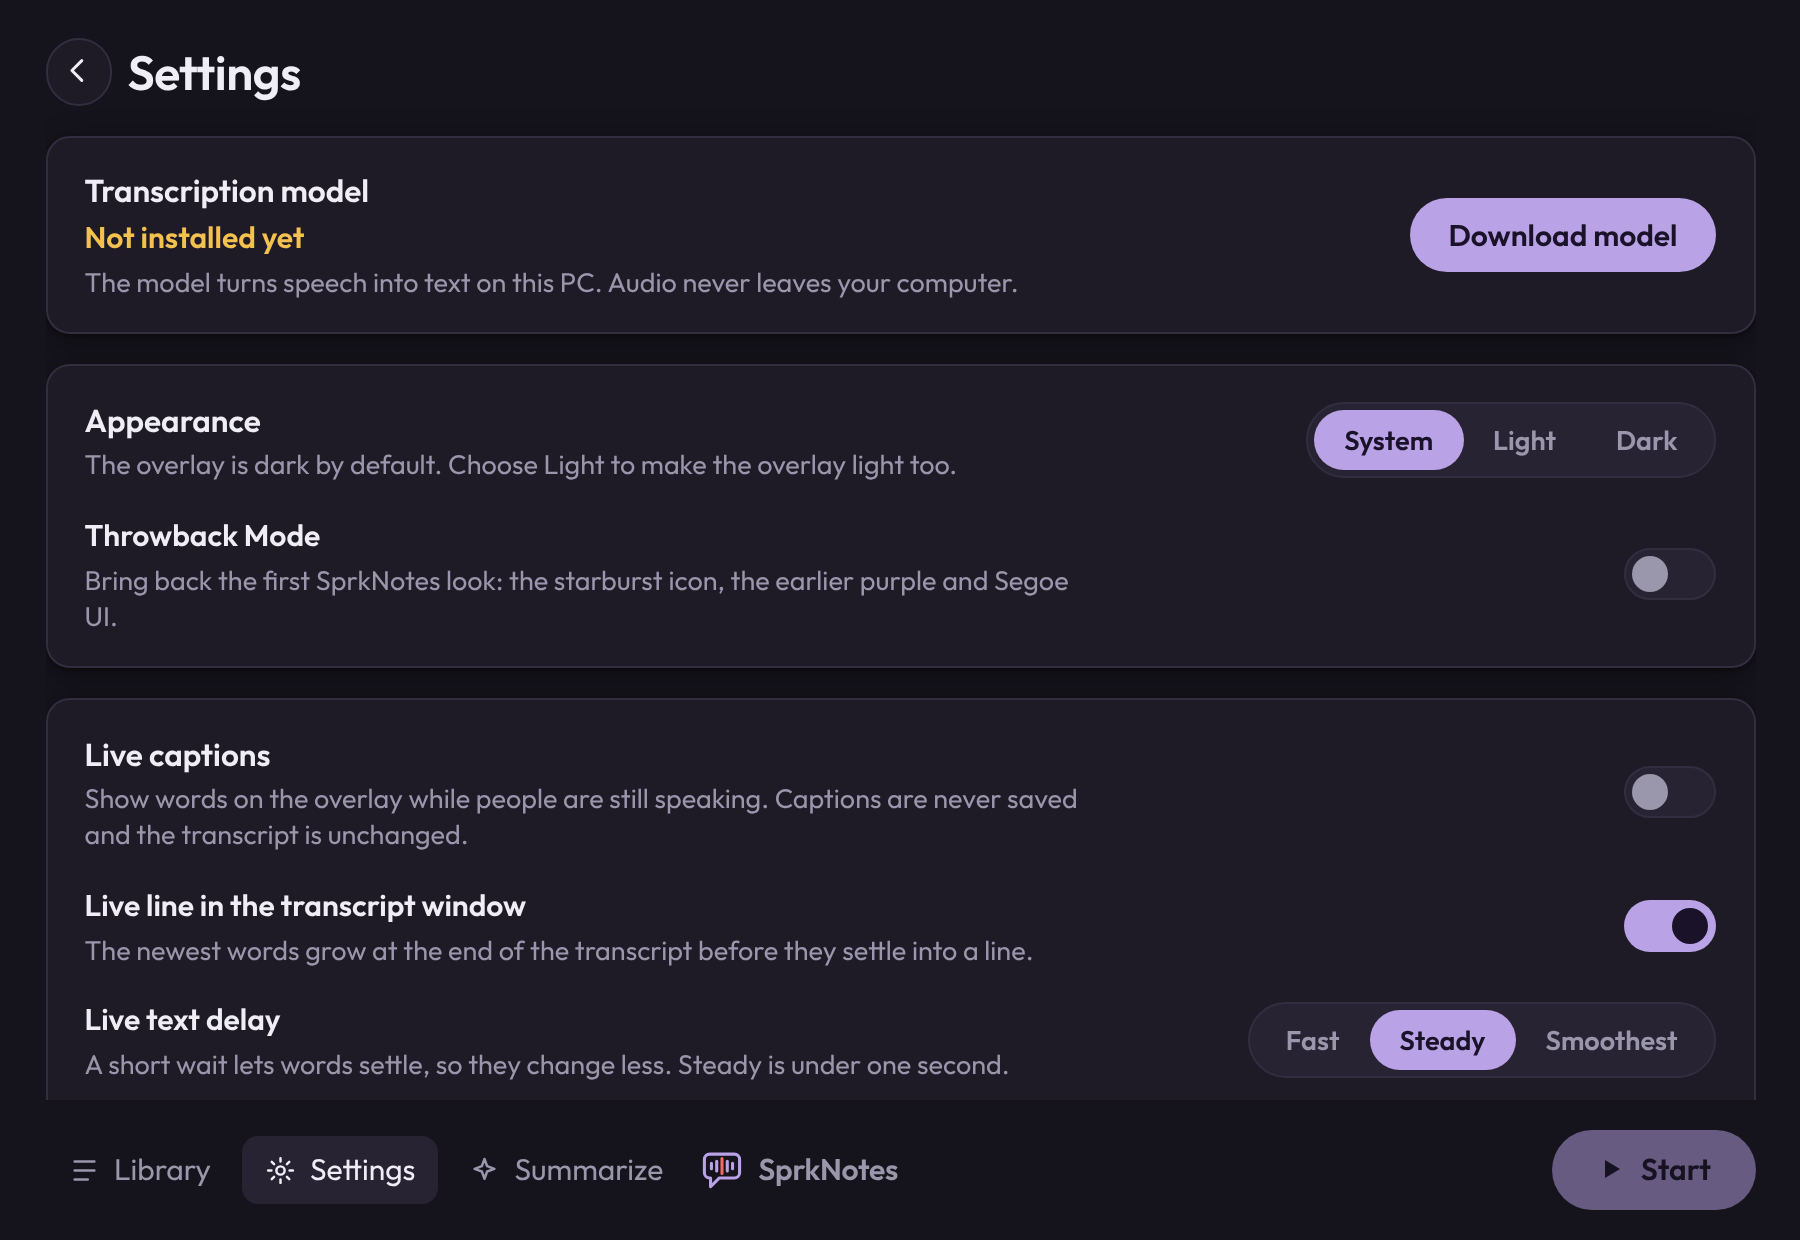 Settings
Transcription model
Not installed yet
The model turns speech into text on this PC. Audio never leaves your computer.
Download model
Appearance
The overlay is dark by default. Choose Light to make the overlay light too.
System Light Dark
Throwback Mode
Bring back the first SprkNotes look: the starburst icon, the earlier purple and Segoe
UI.
Live captions
Show words on the overlay while people are still speaking. Captions are never saved
and the transcript is unchanged.
Live line in the transcript window
The newest words grow at the end of the transcript before they settle into a line.
Live text delay
A short wait lets words settle, so they change less. Steady is under one second.
Fast Steady Smoothest
Library Settings Summarize SprkNotes Start